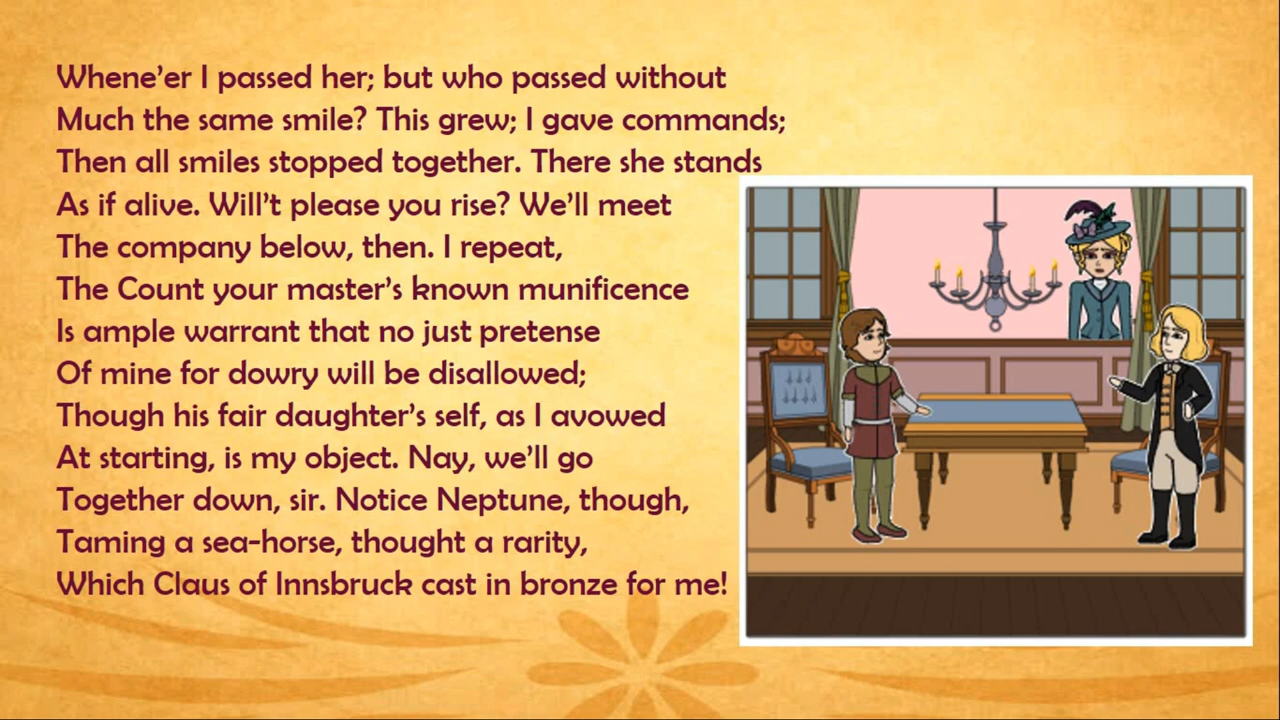 Whene’er I passed her; but who passed without
Much the same smile? This grew; I gave commands;
Then all smiles stopped together. There she stands
As if alive. Will’t please you rise? We’ll meet
The company below, then. I repeat,
The Count your master’s known munificence
Is ample warrant that no just pretense
Of mine for dowry will be disallowed;
Though his fair daughter’s self, as I avowed
At starting, is my object. Nay, we’ll go
Together down, sir. Notice Neptune, though,
Taming a sea-horse, thought a rarity,
Which Claus of Innsbruck cast in bronze for me!